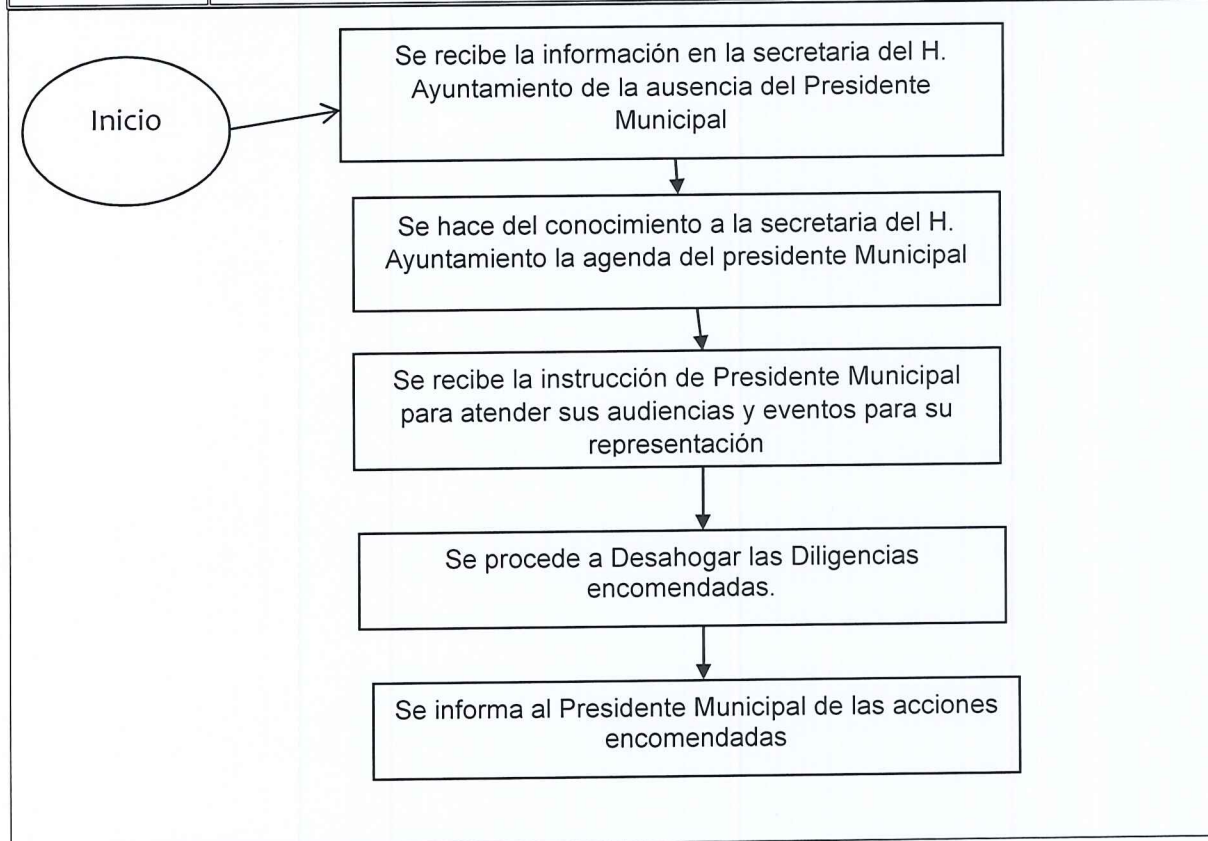 Inicio
Se recibe la información en la secretaria del H.
Ayuntamiento de la ausencia del Presidente
Municipal
Se hace del conocimiento a la secretaria del H.
Ayuntamiento la agenda del presidente Municipal
Se recibe la instrucción de Presidente Municipal
para atender sus audiencias y eventos para su
representación
Se procede a Desahogar las Diligencias
encomendadas.
Se informa al Presidente Municipal de las acciones
encomendadas